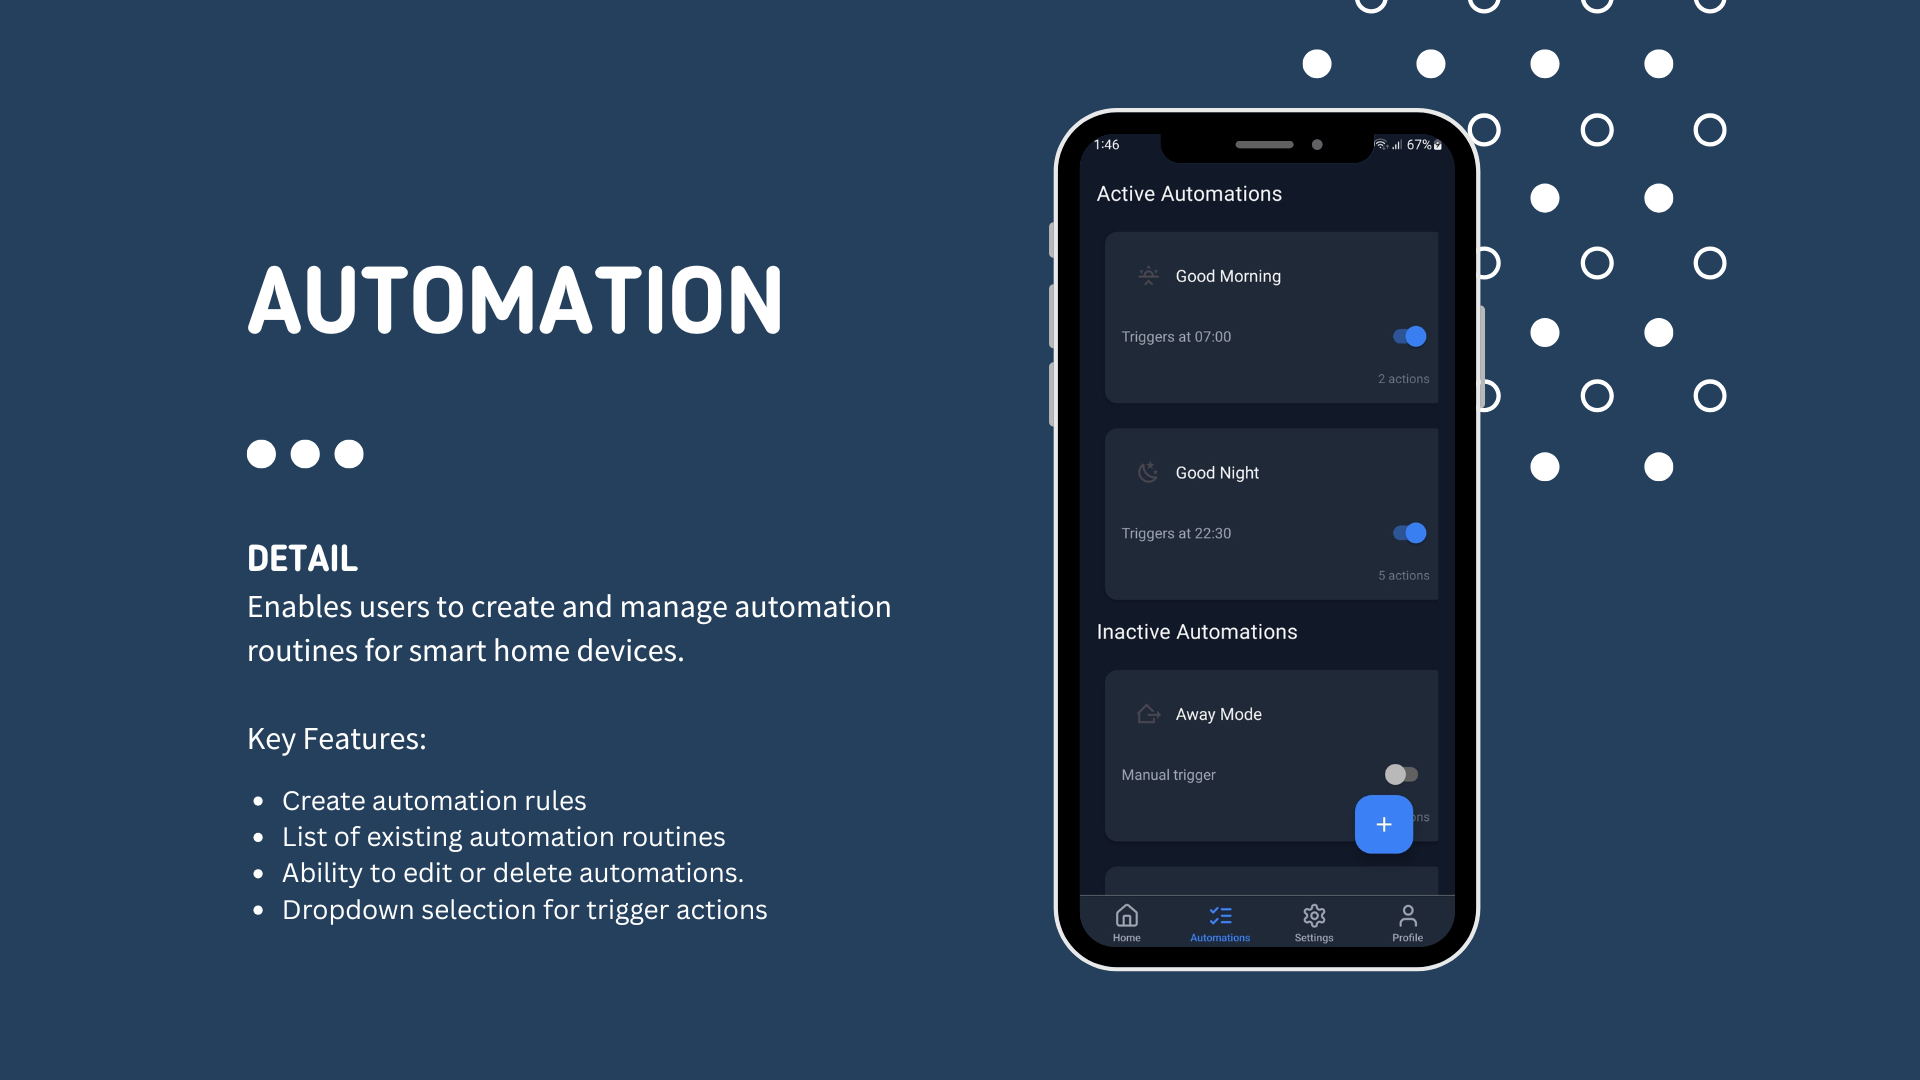 AUTOMATION
DETAIL
Enables users to create and manage automation
routines for smart home devices.
Key Features:
• Create automation rules
• List of existing automation routines
• Ability to edit or delete automations.
• Dropdown selection for trigger actions
1:46
67%
Active Automations
Good Morning
Triggers at 07:00
2 actions
Good Night
Triggers at 22:30
5 actions
Inactive Automations
Away Mode
Manual trigger
+
Home
Automations
Settings
Profile